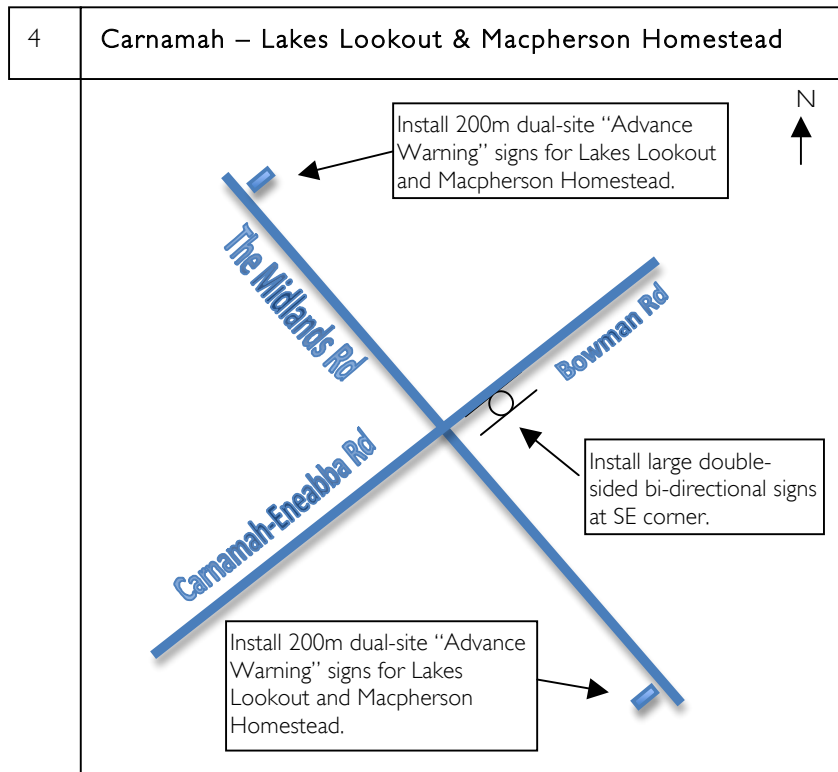 4
Carnamah – Lakes Lookout & Macpherson Homestead
N
Install 200m dual-site “Advance
Warning” signs for Lakes Lookout
and Macpherson Homestead.
The Midlands Rd
Bowman Rd
Carnamah-Eneabba Rd
Install large double-
sided bi-directional signs
at SE corner.
Install 200m dual-site “Advance
Warning” signs for Lakes
Lookout and Macpherson
Homestead.